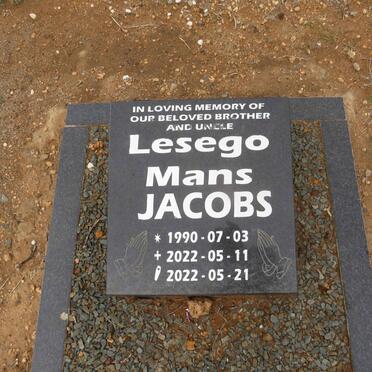 IN LOVING MEMORY OF
OUR BELOVED BROTHER
AND UNCLE
Lesego
Mans
JACOBS
* 1990 - 07 - 03
+ 2022 - 05 - 11
2022 - 05 - 21